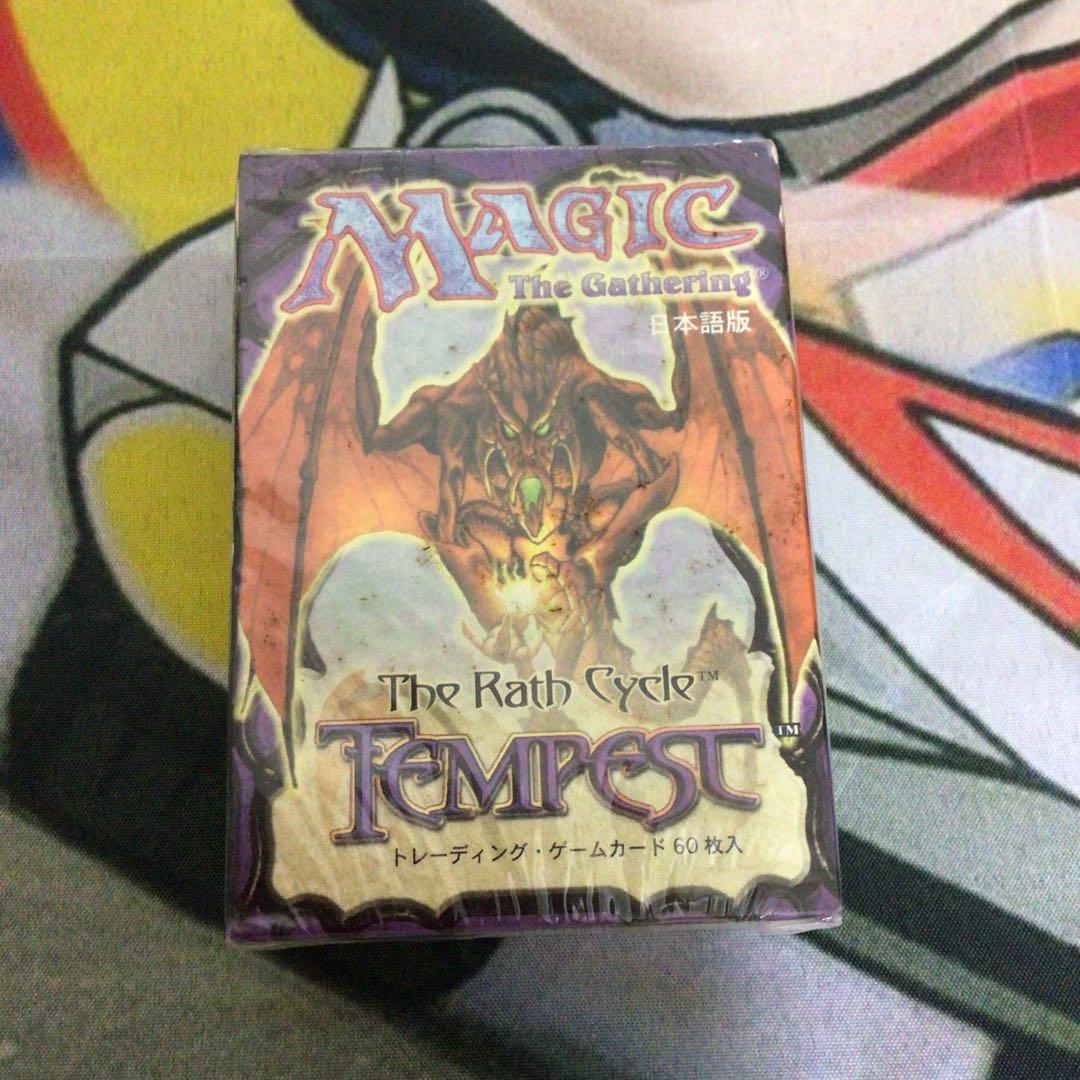 MAGIC
The Gathering®
日本語版
The Rath Cycle™
TEMPEST™
トレーディング・ゲームカード 60 枚入